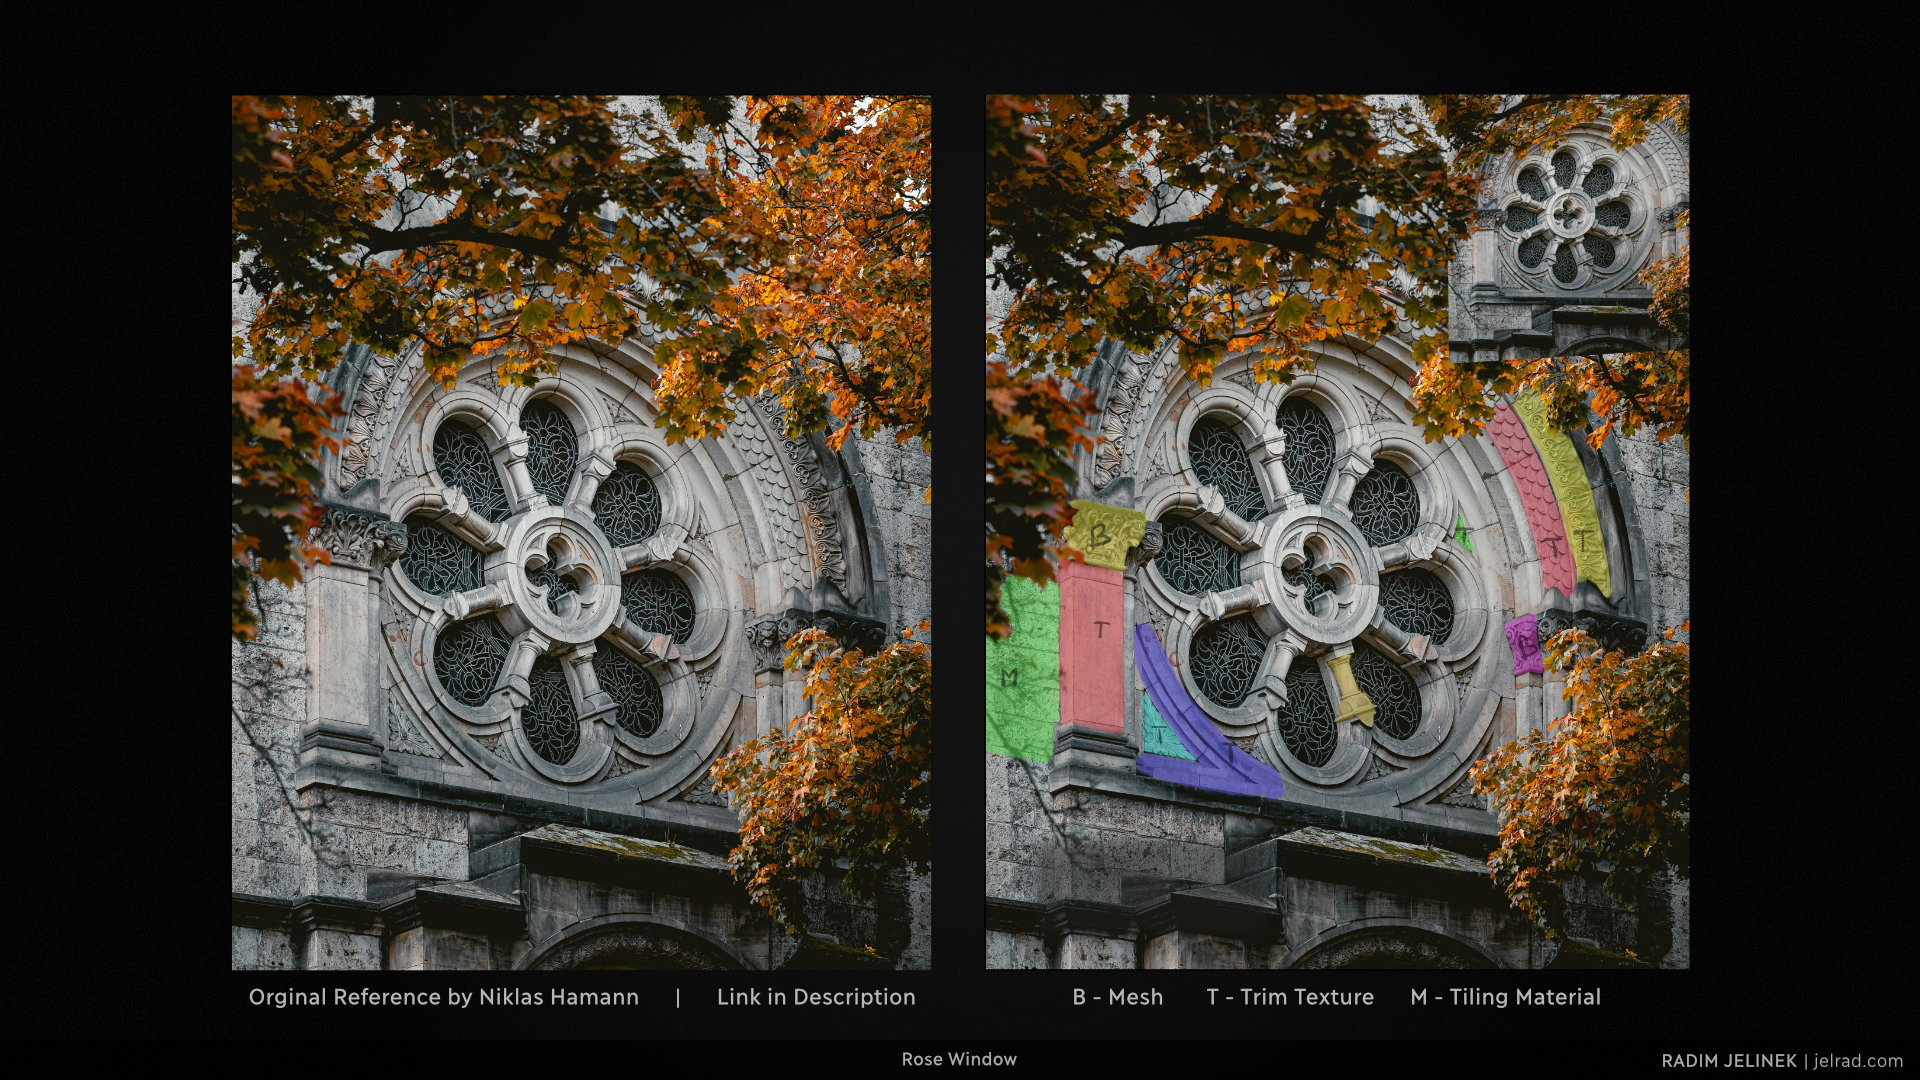 B
T
T
T
B
T
M
T
T
Orginal Reference by Niklas Hamann | Link in Description
B - Mesh T - Trim Texture M - Tiling Material
Rose Window
RADIM JELINEK | jelrad.com